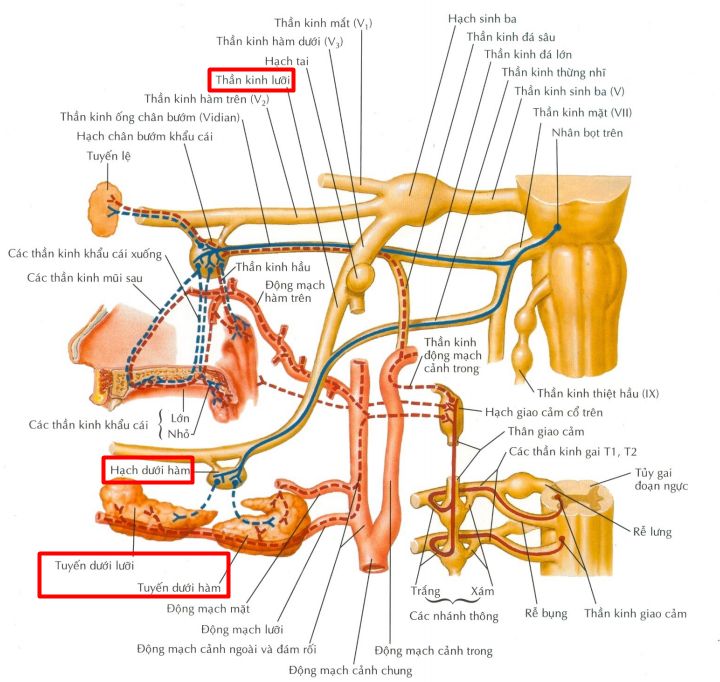 Thần kinh mắt (V1)
Thần kinh hàm dưới (V3)
Hạch tai
Thần kinh lưỡi
Thần kinh hàm trên (V2)
Thần kinh ống chân bướm (Vidian)
Hạch chân bướm khẩu cái
Tuyến lệ
Hạch sinh ba
Thần kinh đá sâu
Thần kinh đá lớn
Thần kinh thừng nhĩ
Thần kinh sinh ba (V)
Thần kinh mặt (VII)
Nhân bọt trên
Các thần kinh khẩu cái xuống
Các thần kinh mũi sau
Thần kinh hầu
Động mạch
hàm trên
Thần kinh
động mạch
cảnh trong
Thần kinh thiệt hầu (IX)
Hạch giao cảm cổ trên
Thân giao cảm
Các thần kinh gai T1, T2
Tủy gai
đoạn ngực
Các thần kinh khẩu cái
Lớn
Nhỏ
Hạch dưới hàm
Rễ lưng
Tuyến dưới lưỡi
Tuyến dưới hàm
Động mạch mặt
Động mạch lưỡi
Động mạch cảnh ngoài và đám rối
Động mạch cảnh chung
Động mạch cảnh trong
Trắng
Xám
Các nhánh thông
Rễ bụng
Thần kinh giao cảm